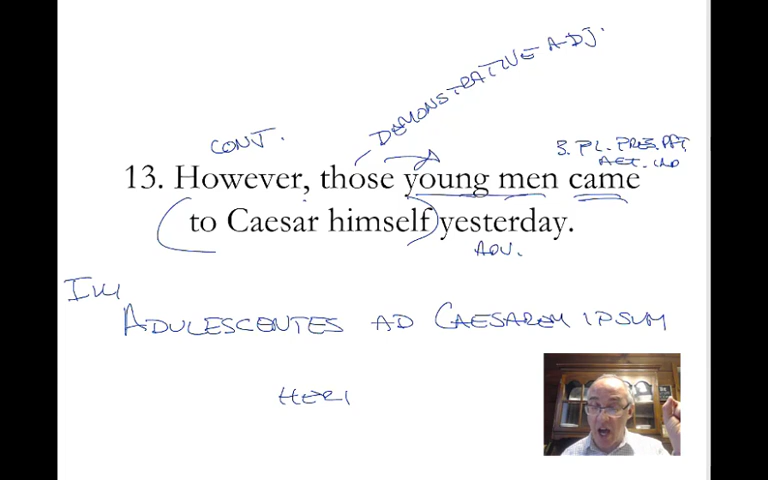 DEMONSTRATIVE ADJ.
CONJ.
3. PL. PRES. PFT
ACT. IND
13. However, those young men came
to Caesar himself yesterday.
ADV.
ILLI
ADULESCENTES AD CAESAREM IPSUM
HERI